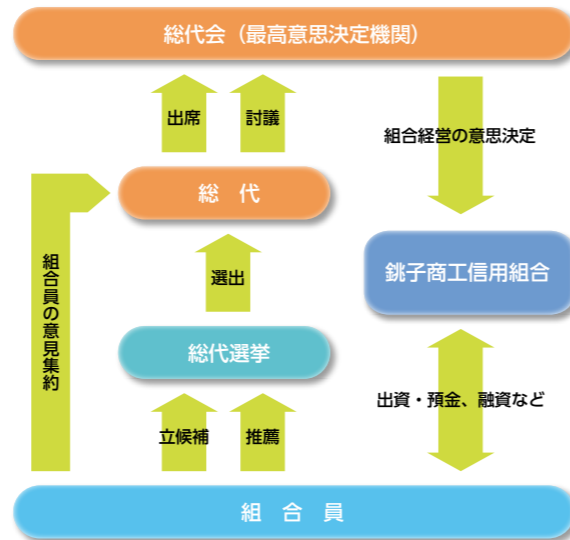 総代会（最高意思決定機関）
出席
討議
組合経営の意思決定
総　代
組合員の意見集約
選出
銚子商工信用組合
総代選挙
出資・預金、融資など
立候補
推薦
組　合　員